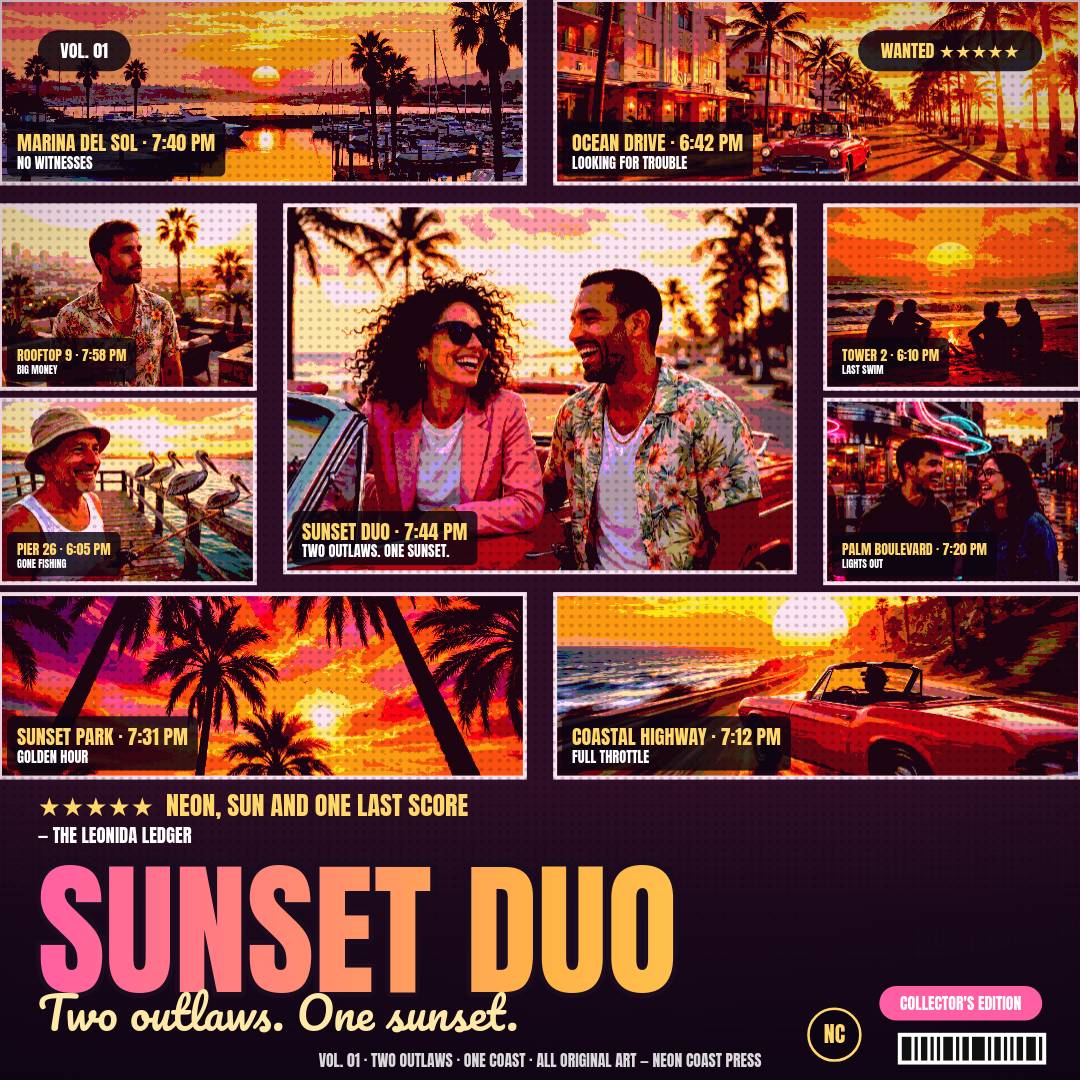 VOL. 01
WANTED ★★★★★
MARINA DEL SOL · 7:40 PM
NO WITNESSES
OCEAN DRIVE · 6:42 PM
LOOKING FOR TROUBLE
ROOFTOP 9 · 7:58 PM
BIG MONEY
SUNSET DUO · 7:44 PM
TWO OUTLAWS. ONE SUNSET.
TOWER 2 · 6:10 PM
LAST SWIM
PIER 26 · 6:05 PM
GONE FISHING
PALM BOULEVARD · 7:20 PM
LIGHTS OUT
SUNSET PARK · 7:31 PM
GOLDEN HOUR
COASTAL HIGHWAY · 7:12 PM
FULL THROTTLE
★★★★★ NEON, SUN AND ONE LAST SCORE
– THE LEONIDA LEDGER
SUNSET DUO
Two outlaws. One sunset.
COLLECTOR'S EDITION
NC
VOL. 01 · TWO OUTLAWS · ONE COAST · ALL ORIGINAL ART – NEON COAST PRESS